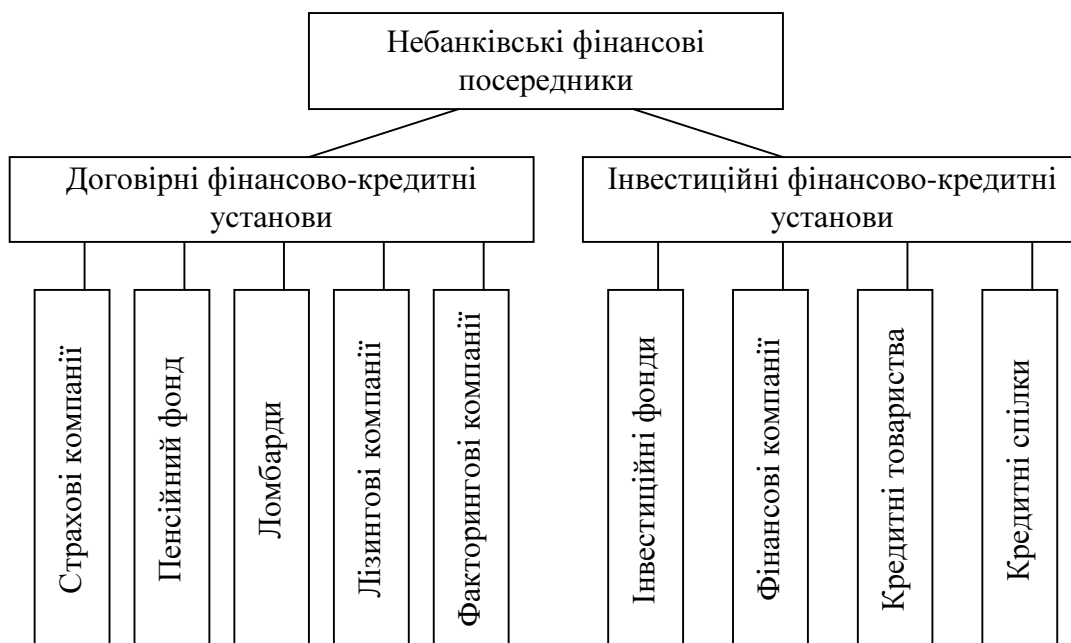 Небанківські фінансові
посередники
Договірні фінансово-кредитні
установи
Інвестиційні фінансово-кредитні
установи
Страхові компанії
Пенсійний фонд
Ломбарди
Лізингові компанії
Факторингові компанії
Інвестиційні фонди
Фінансові компанії
Кредитні товариства
Кредитні спілки